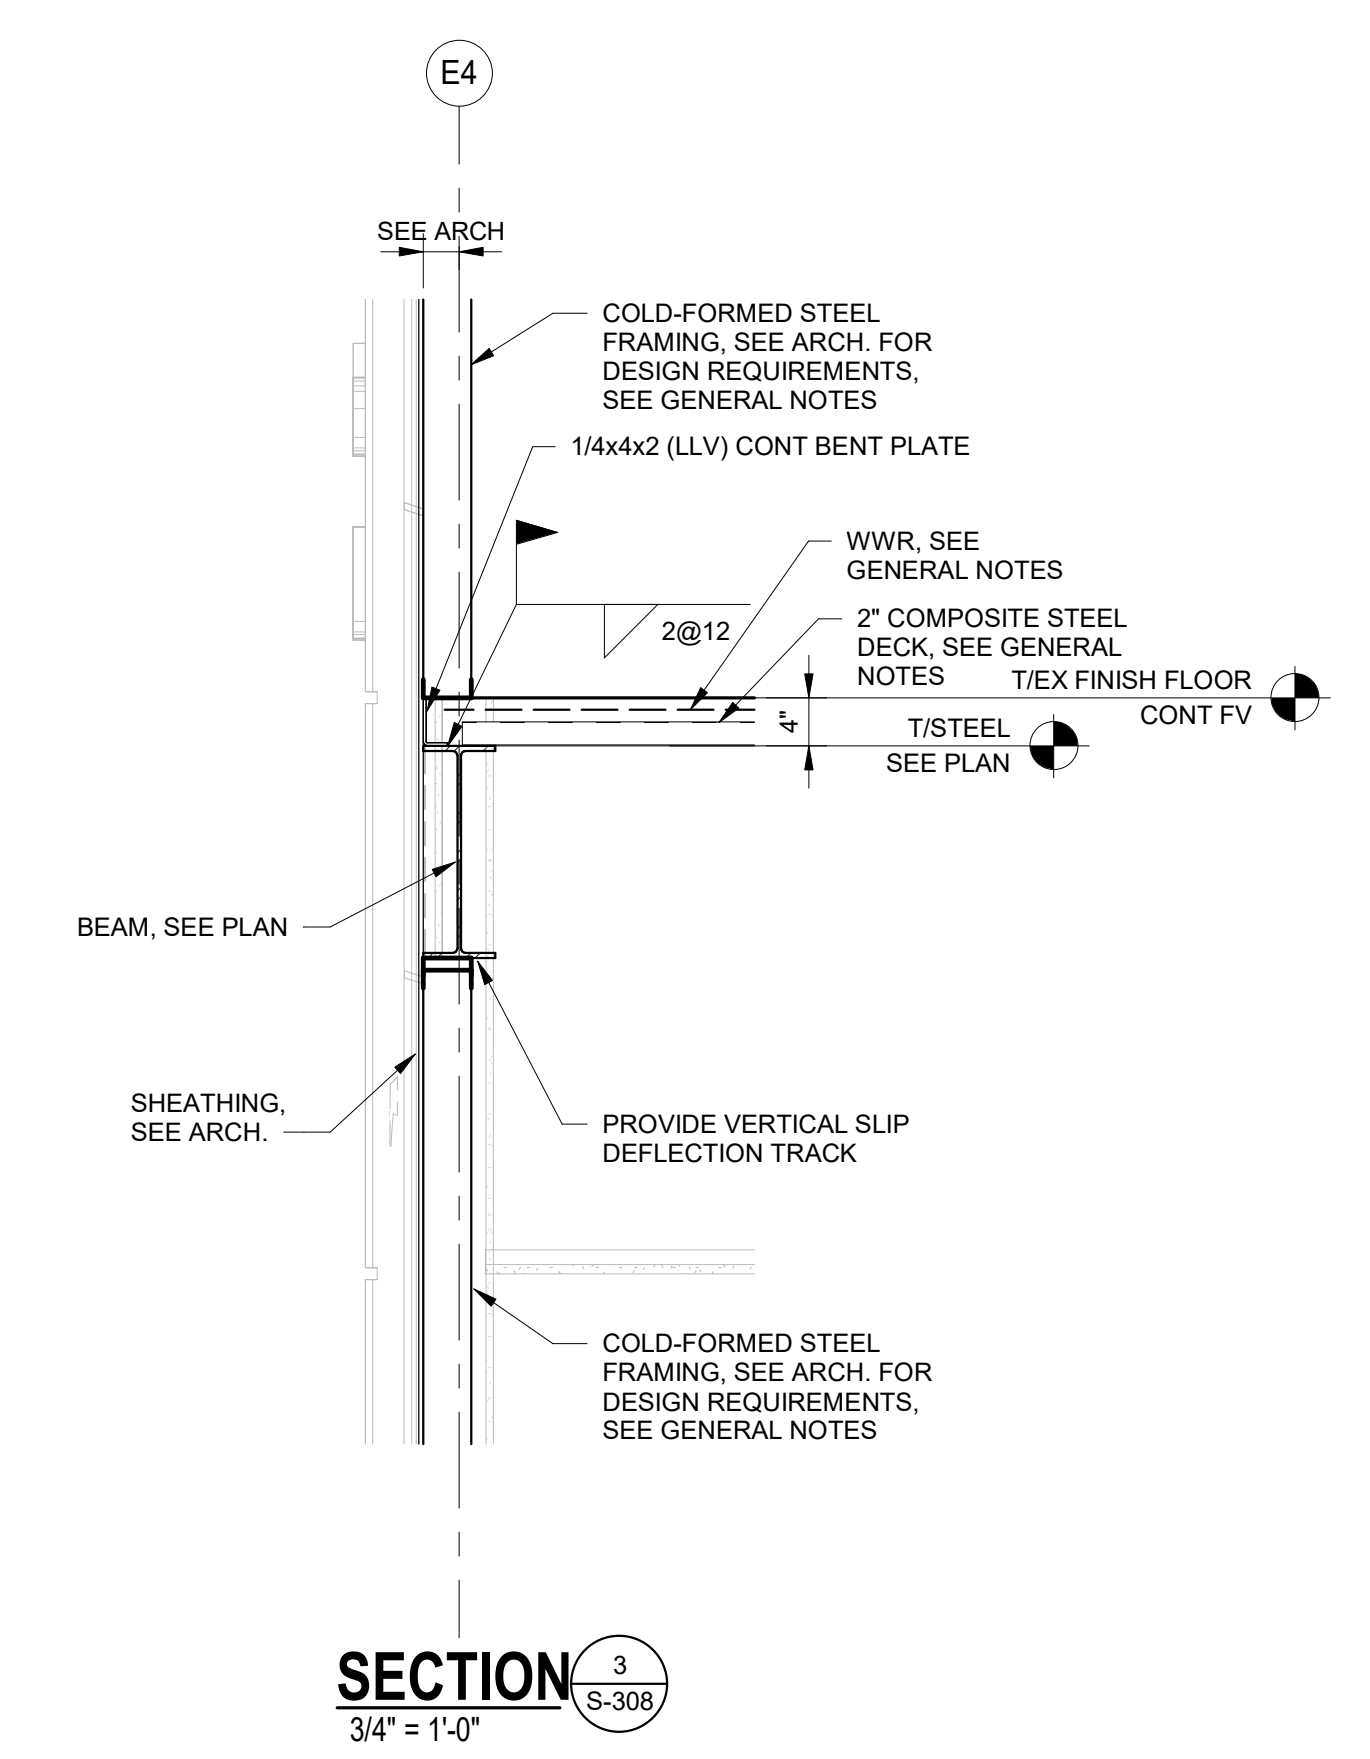 E4
SEE ARCH
COLD-FORMED STEEL
FRAMING, SEE ARCH. FOR
DESIGN REQUIREMENTS,
SEE GENERAL NOTES
1/4x4x2 (LLV) CONT BENT PLATE
WWR, SEE
GENERAL NOTES
2@12
2" COMPOSITE STEEL
DECK, SEE GENERAL
NOTES
T/EX FINISH FLOOR
CONT FV
4"
T/STEEL
SEE PLAN
BEAM, SEE PLAN
SHEATHING,
SEE ARCH.
PROVIDE VERTICAL SLIP
DEFLECTION TRACK
COLD-FORMED STEEL
FRAMING, SEE ARCH. FOR
DESIGN REQUIREMENTS,
SEE GENERAL NOTES
SECTION
3
S-308
3/4" = 1'-0"